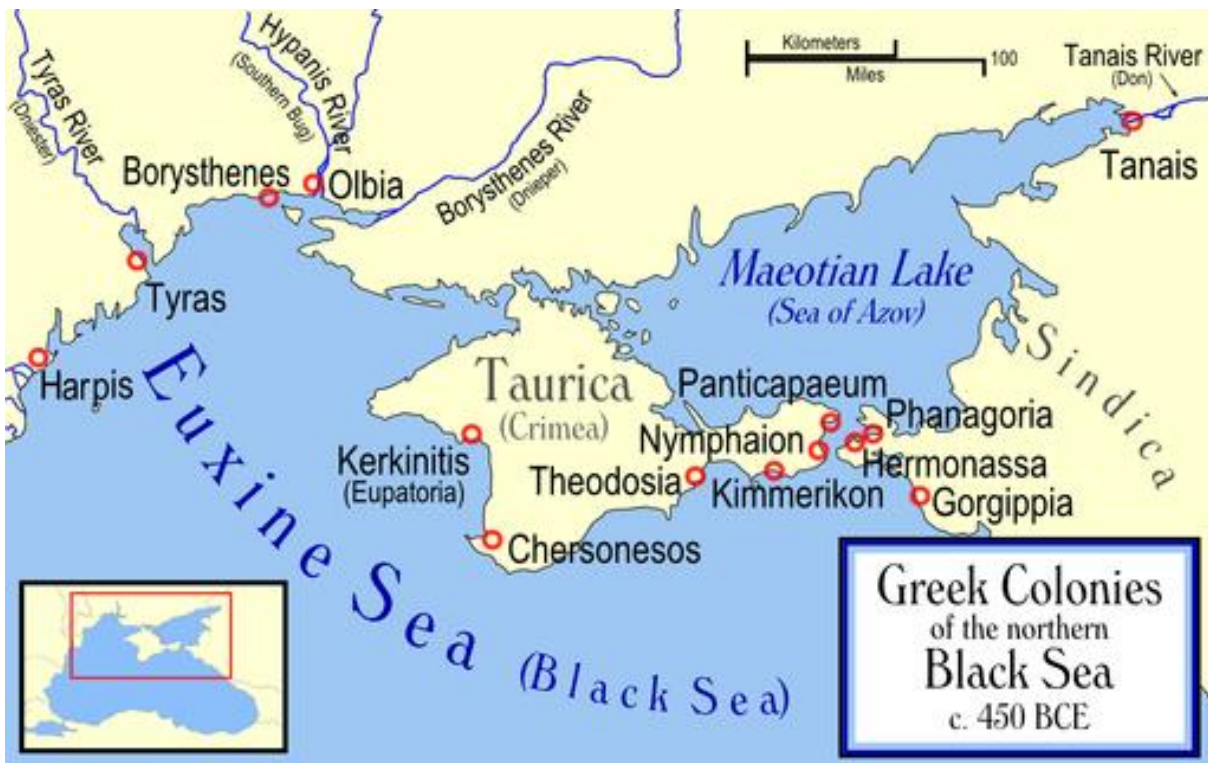 Kilometers
100
Miles
Tanais River
(Don)
Tyras River
(Dniester)
Hypanis River
(Southern Bug)
Borysthenes River
(Dnieper)
Borysthenes
Olbia
Tanais
Tyras
Harpis
Maeotian Lake
(Sea of Azov)
Sindica
Taurica
(Crimea)
Panticapaeum
Phanagoria
Nymphaion
Hermonassa
Kerkinitis
(Eupatoria)
Theodosia
Kimmerikon
Gorgippia
Chersonesos
Euxine Sea (Black Sea)
Greek Colonies
of the northern
Black Sea
c. 450 BCE